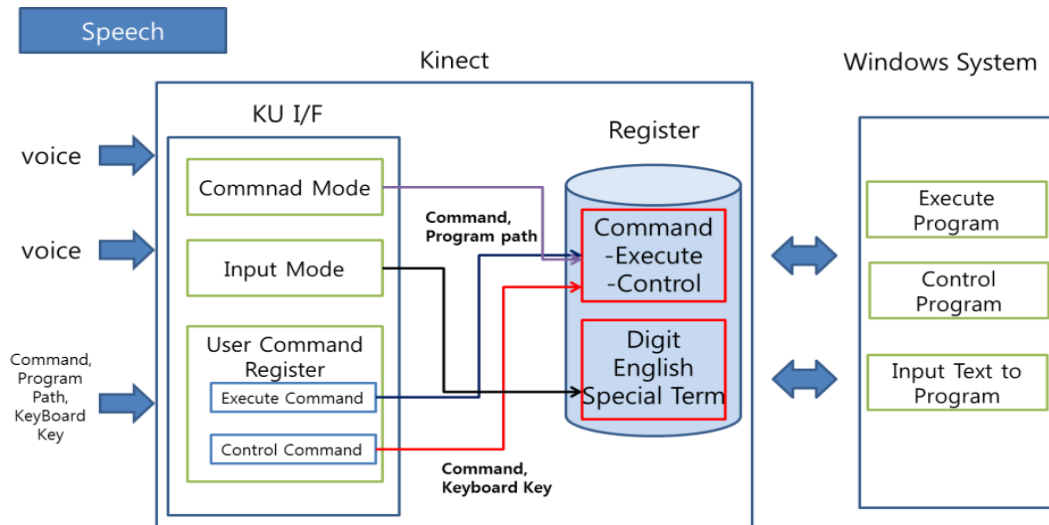 Speech
Kinect
Windows System
KU I/F
Register
voice
Commnad Mode
voice
Input Mode
Command,
Program path
Command
-Execute
-Control
Execute
Program
Control
Program
Command,
Program
Path,
KeyBoard
Key
User Command
Register
Execute Command
Control Command
Digit
English
Special Term
Input Text to
Program
Command,
Keyboard Key